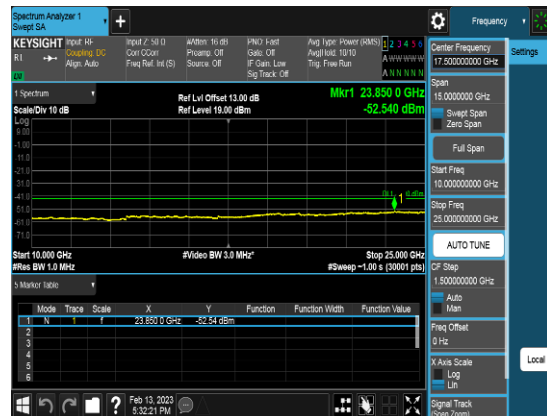 Spectrum Analyzer 1
Swept SA
Frequency
KEYSIGHT Input: RF Input Z: 50 Ω #Atten: 16 dB PNO: Fast Avg Type: Power (RMS) 1 2 3 4 5 6
R L Coupling: DC Corr CCorr Preamp: Off Gate: Off Avg|Hold: 10/10 A W W W W W
Align: Auto Freq Ref: Int (S) Source: Off IF Gain: Low Trig: Free Run
Sig Track: Off A N N N N N
1 Spectrum
Ref Lvl Offset 13.00 dB Mkr1 23.850 0 GHz
Scale/Div 10 dB Ref Level 19.00 dBm -52.540 dBm
Log
9.00
-1.00
-11.0
-21.0
-31.0
-41.0
1
-51.0
-61.0
-71.0
Start 10.000 GHz #Video BW 3.0 MHz* Stop 25.000 GHz
#Res BW 1.0 MHz #Sweep ~1.00 s (30001 pts)
5 Marker Table
Mode Trace Scale X Y Function Function Width Function Value
1 N 1 f 23.850 0 GHz -52.54 dBm
2
3
4
5
6
Feb 13, 2023
5:32:21 PM
Center Frequency
17.500000000 GHz
Settings
Span
15.0000000 GHz
Swept Span
Zero Span
Full Span
Start Freq
10.000000000 GHz
Stop Freq
25.000000000 GHz
AUTO TUNE
CF Step
1.500000000 GHz
Auto
Man
Freq Offset
0 Hz
X Axis Scale
Log
Lin
Local
Signal Track
(Span Zoom)